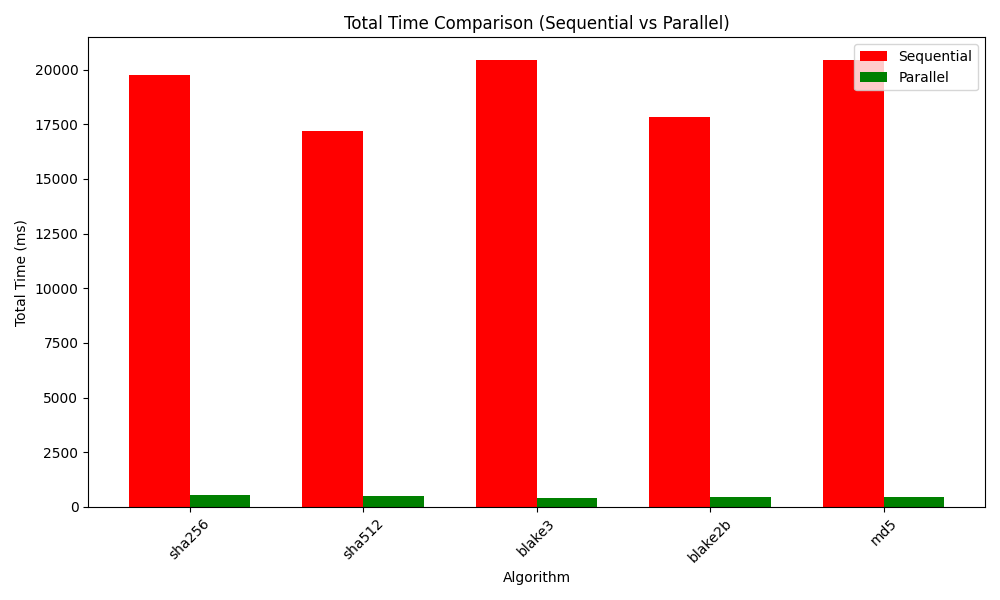 Total Time Comparison (Sequential vs Parallel)
Sequential
Parallel
20000
17500
15000
12500
10000
7500
5000
2500
0
Total Time (ms)
sha256
sha512
blake3
blake2b
md5
Algorithm